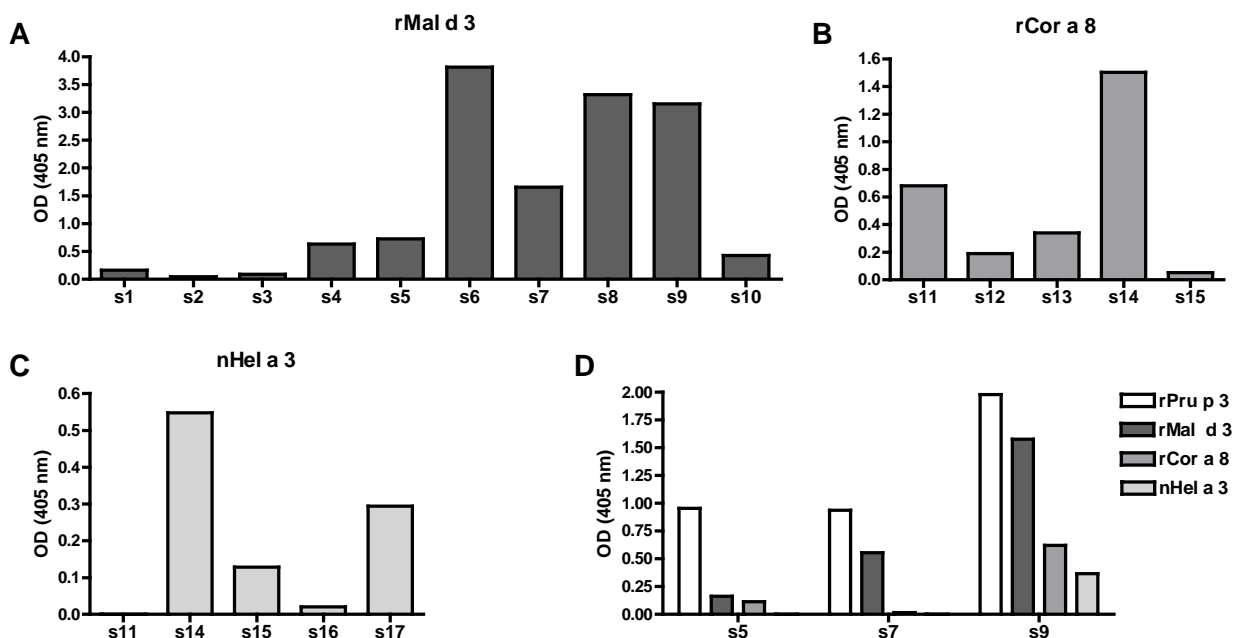 A
rMal d 3
OD (405 nm)
4.0
3.5
3.0
2.5
2.0
1.5
1.0
0.5
0.0
s1 s2 s3 s4 s5 s6 s7 s8 s9 s10
B
rCor a 8
OD (405 nm)
1.6
1.4
1.2
1.0
0.8
0.6
0.4
0.2
0.0
s11 s12 s13 s14 s15
C
nHel a 3
OD (405 nm)
0.6
0.5
0.4
0.3
0.2
0.1
0.0
s11 s14 s15 s16 s17
D
OD (405 nm)
2.00
1.75
1.50
1.25
1.00
0.75
0.50
0.25
0.00
s5 s7 s9
rPru p 3
rMal d 3
rCor a 8
nHel a 3